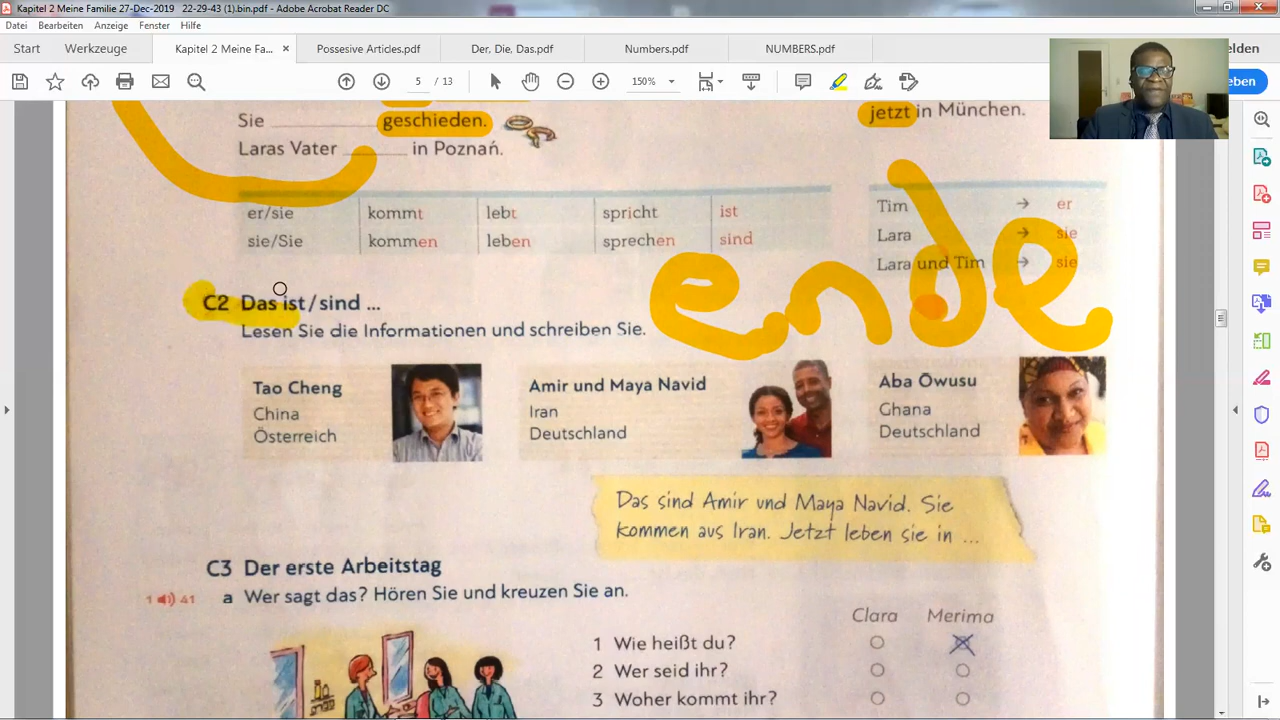 Kapitel 2 Meine Familie 27-Dec-2019 22-29-43 (1).bin.pdf - Adobe Acrobat Reader DC
Datei Bearbeiten Anzeige Fenster Hilfe
Start Werkzeuge Kapitel 2 Meine Fa... × Possesive Articles.pdf Der, Die, Das.pdf Numbers.pdf NUMBERS.pdf
5 / 13 150%
Sie ____ geschieden.
jetzt in München.
Laras Vater ____ in Poznań.
er/sie kommt lebt spricht ist
sie/Sie kommen leben sprechen sind
Tim → er
Lara → sie
Lara und Tim → sie
ende
C2 Das ist/sind ...
Lesen Sie die Informationen und schreiben Sie.
Tao Cheng
China
Österreich
Amir und Maya Navid
Iran
Deutschland
Aba Ōwusu
Ghana
Deutschland
Das sind Amir und Maya Navid. Sie
kommen aus Iran. Jetzt leben sie in ...
C3 Der erste Arbeitstag
1 41 a Wer sagt das? Hören Sie und kreuzen Sie an.
Clara Merima
1 Wie heißt du?
2 Wer seid ihr?
3 Woher kommt ihr?